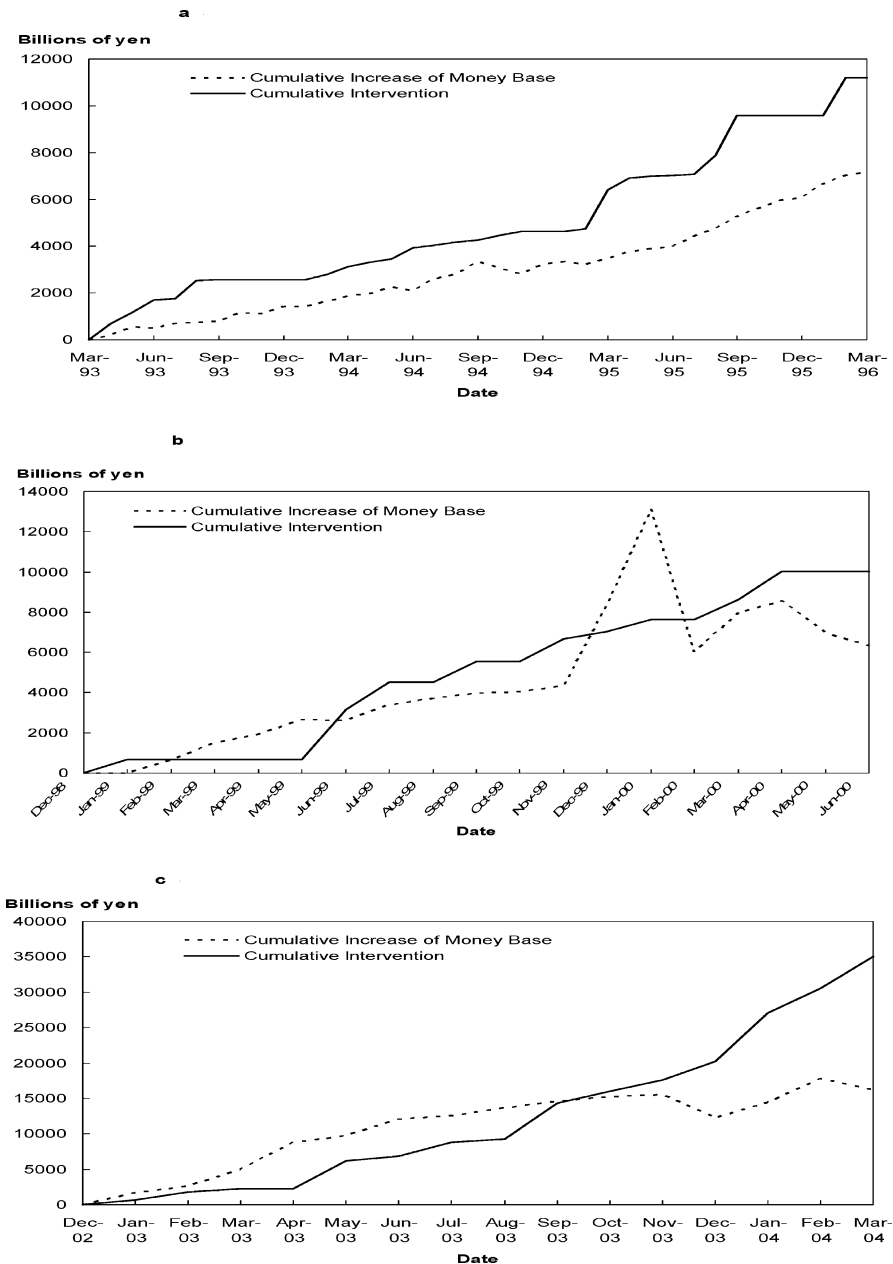 a
Billions of yen
12000
10000
8000
6000
4000
2000
0
Cumulative Increase of Money Base
Cumulative Intervention
Mar- Jun- Sep- Dec- Mar- Jun- Sep- Dec- Mar- Jun- Sep- Dec- Mar-
93 93 93 93 94 94 94 94 95 95 95 95 96
Date
b
Billions of yen
14000
12000
10000
8000
6000
4000
2000
0
Cumulative Increase of Money Base
Cumulative Intervention
Dec-98 Jan-99 Feb-99 Mar-99 Apr-99 May-99 Jun-99 Jul-99 Aug-99 Sep-99 Oct-99 Nov-99 Dec-99 Jan-00 Feb-00 Mar-00 Apr-00 May-00 Jun-00
Date
c
Billions of yen
40000
35000
30000
25000
20000
15000
10000
5000
0
Cumulative Increase of Money Base
Cumulative Intervention
Dec- Jan- Feb- Mar- Apr- May- Jun- Jul- Aug- Sep- Oct- Nov- Dec- Jan- Feb- Mar-
02 03 03 03 03 03 03 03 03 03 03 03 03 04 04 04
Date